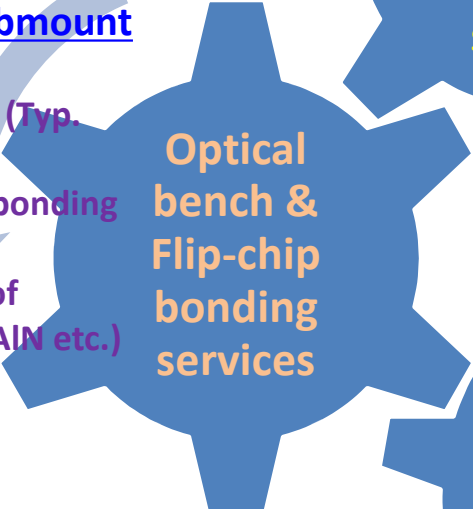 bmount
(Typ.
bonding
of
AlN etc.)
Optical
bench &
Flip-chip
bonding
services